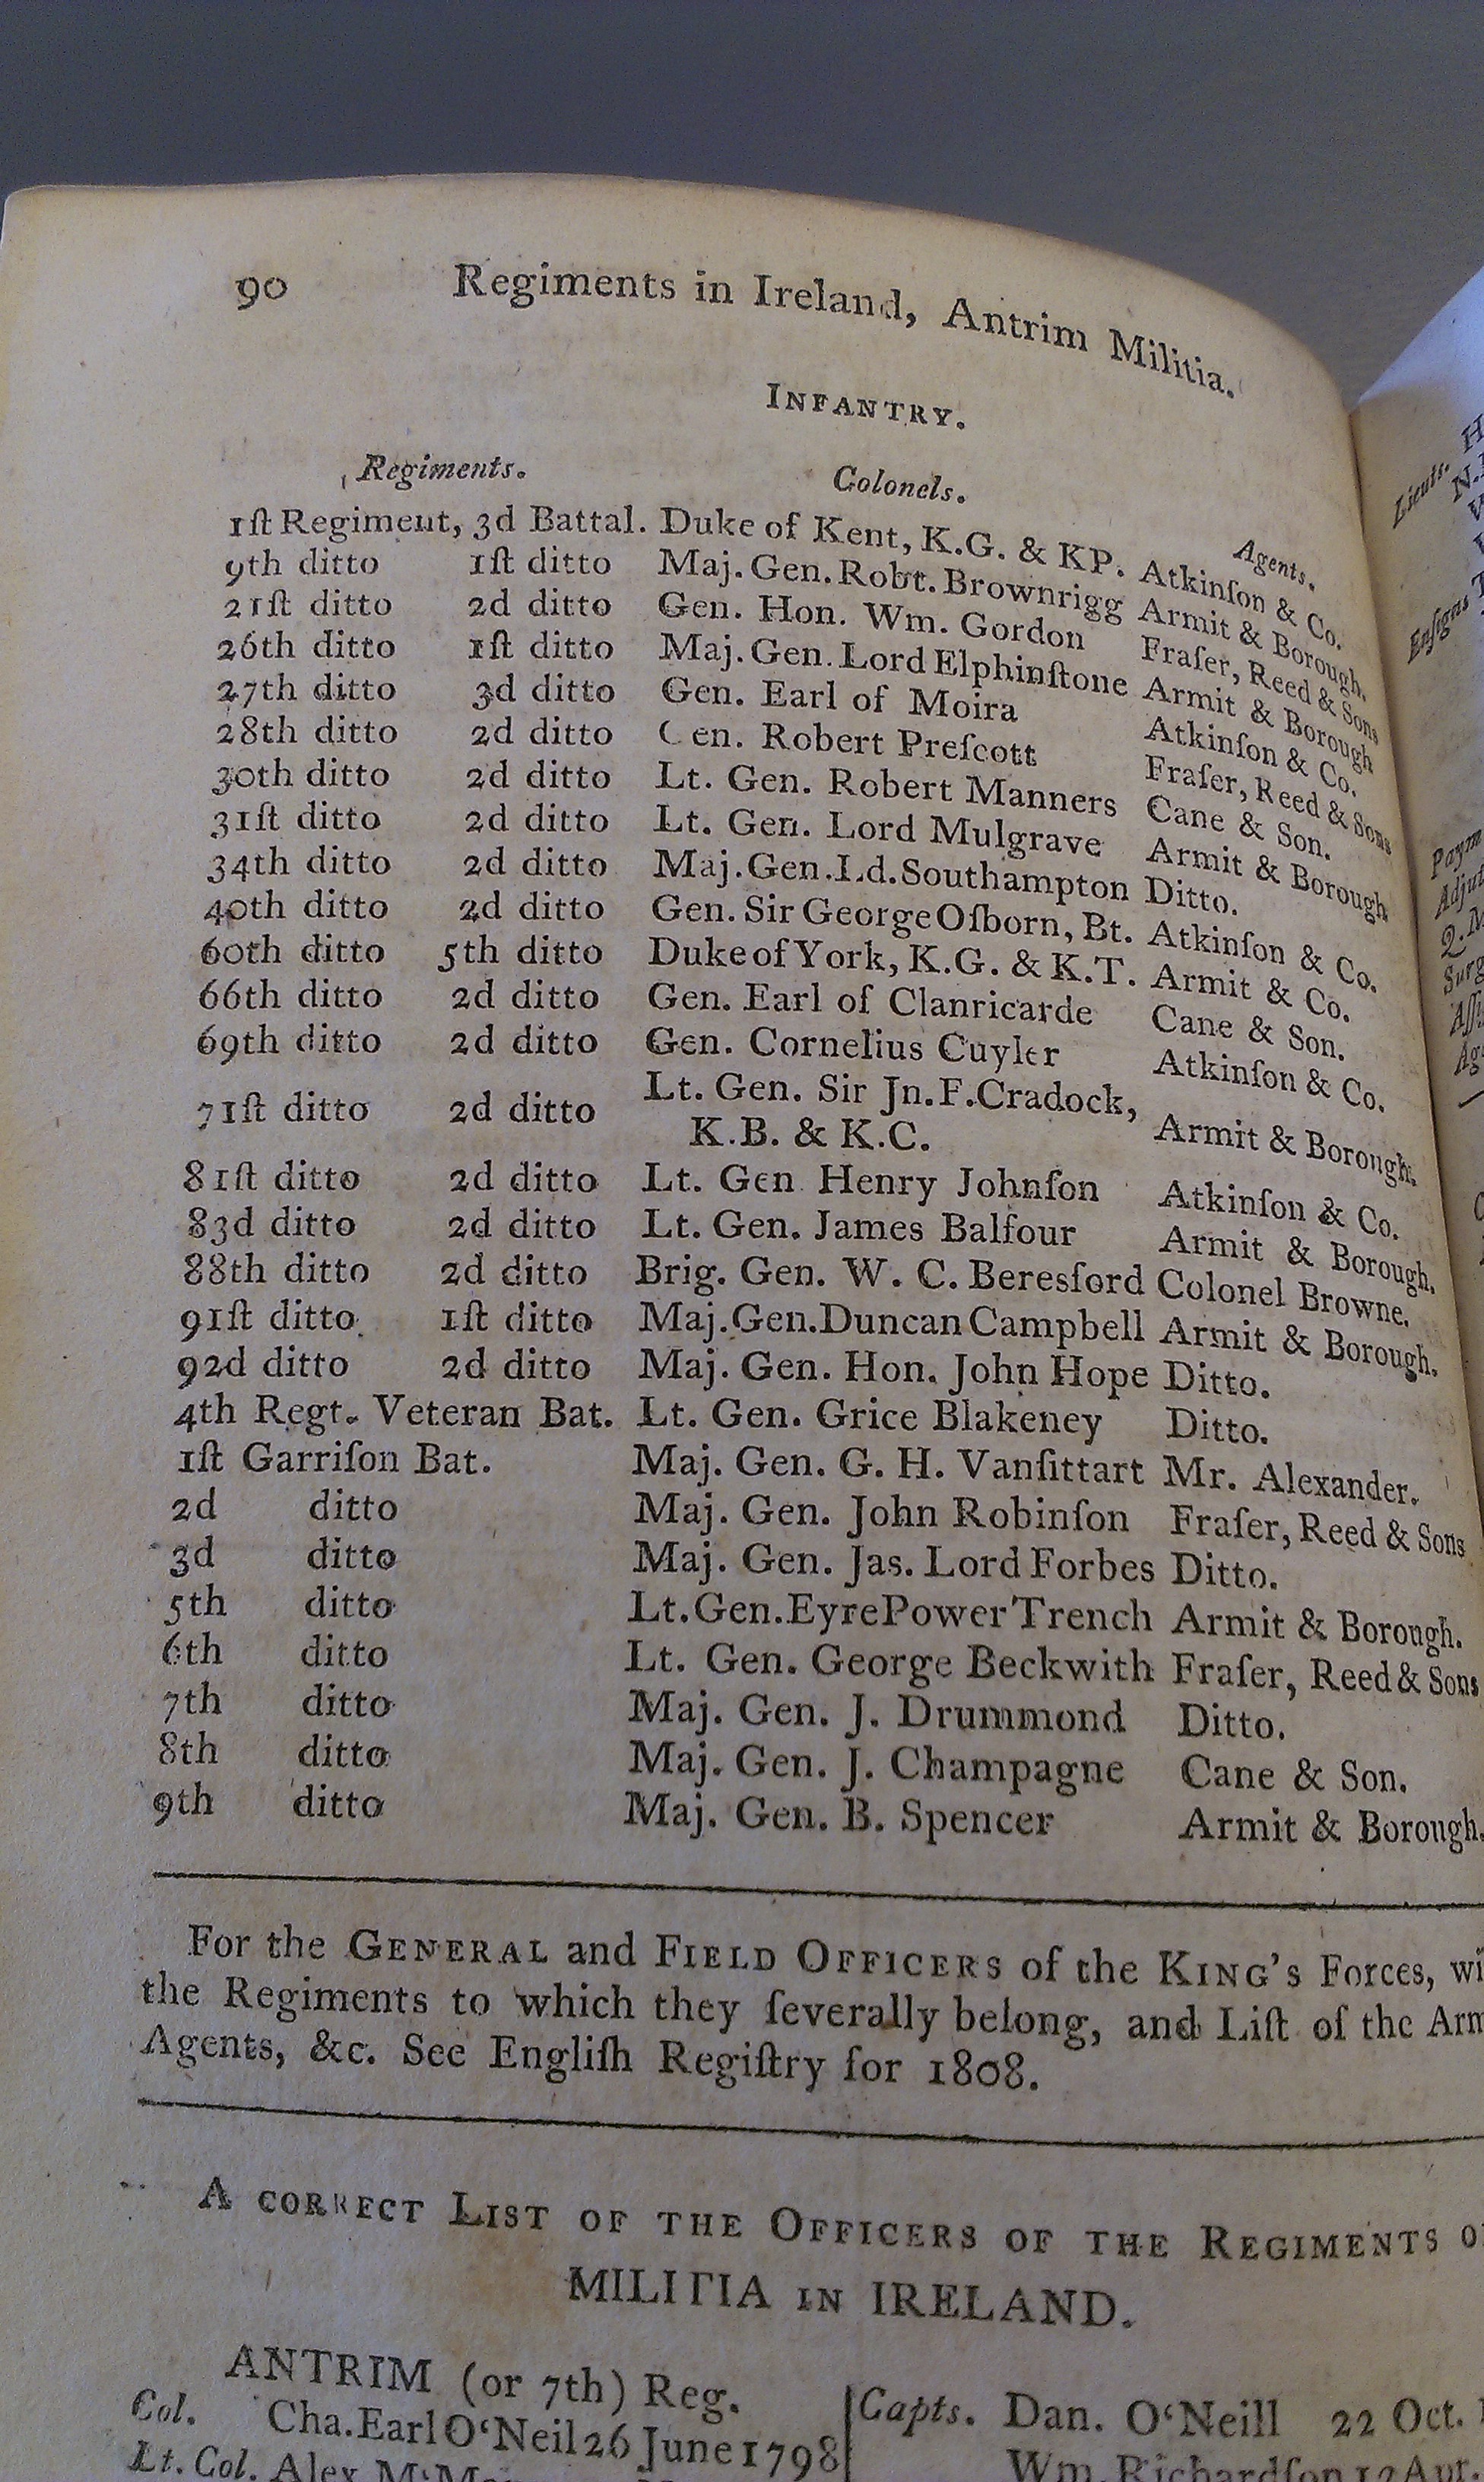 90 Regiments in Ireland, Antrim Militia.
INFANTRY.
Regiments. Colonels. Agents.
1ſt Regiment, 3d Battal. Duke of Kent, K.G. & KP. Atkinſon & Co.
9th ditto 1ſt ditto Maj. Gen. Robt. Brownrigg Armit & Borough.
21ſt ditto 2d ditto Gen. Hon. Wm. Gordon Fraſer, Reed & Sons
26th ditto 1ſt ditto Maj. Gen. Lord Elphinſtone Armit & Borough
27th ditto 3d ditto Gen. Earl of Moira Atkinſon & Co.
28th ditto 2d ditto Gen. Robert Preſcott Fraſer, Reed & Sons
30th ditto 2d ditto Lt. Gen. Robert Manners Cane & Son.
31ſt ditto 2d ditto Lt. Gen. Lord Mulgrave Armit & Borough
34th ditto 2d ditto Maj. Gen. Ld. Southampton Ditto.
40th ditto 2d ditto Gen. Sir George Oſborn, Bt. Atkinſon & Co.
60th ditto 5th ditto Duke of York, K.G. & K.T. Armit & Co.
66th ditto 2d ditto Gen. Earl of Clanricarde Cane & Son.
69th ditto 2d ditto Gen. Cornelius Cuyler Atkinſon & Co.
71ſt ditto 2d ditto Lt. Gen. Sir Jn. F. Cradock,
K.B. & K.C. Armit & Borough.
81ſt ditto 2d ditto Lt. Gen Henry Johnſon Atkinſon & Co.
83d ditto 2d ditto Lt. Gen. James Balfour Armit & Borough.
88th ditto 2d ditto Brig. Gen. W. C. Beresford Colonel Browne.
91ſt ditto 1ſt ditto Maj. Gen. Duncan Campbell Armit & Borough.
92d ditto 2d ditto Maj. Gen. Hon. John Hope Ditto.
4th Regt. Veteran Bat. Lt. Gen. Grice Blakeney Ditto.
1ſt Garriſon Bat. Maj. Gen. G. H. Vanſittart Mr. Alexander.
2d ditto Maj. Gen. John Robinſon Fraſer, Reed & Sons
3d ditto Maj. Gen. Jas. Lord Forbes Ditto.
5th ditto Lt. Gen. Eyre Power Trench Armit & Borough.
6th ditto Lt. Gen. George Beckwith Fraſer, Reed & Sons
7th ditto Maj. Gen. J. Drummond Ditto.
8th ditto Maj. Gen. J. Champagne Cane & Son.
9th ditto Maj. Gen. B. Spencer Armit & Borough.
For the GENERAL and FIELD OFFICERS of the KING's Forces, wi
the Regiments to which they ſeverally belong, and Liſt of the Arm
Agents, &c. See Engliſh Regiſtry for 1808.
A CORRECT LIST OF THE OFFICERS OF THE REGIMENTS OF
MILITIA IN IRELAND.
ANTRIM (or 7th) Reg.
Col. Cha. Earl O'Neil 26 June 1798
Lt. Col. Alex
Capts. Dan. O'Neill 22 Oct.
Wm. Richardſon
Lieuts.
Enſigns
Paym
Adjut
Q. M
Surg